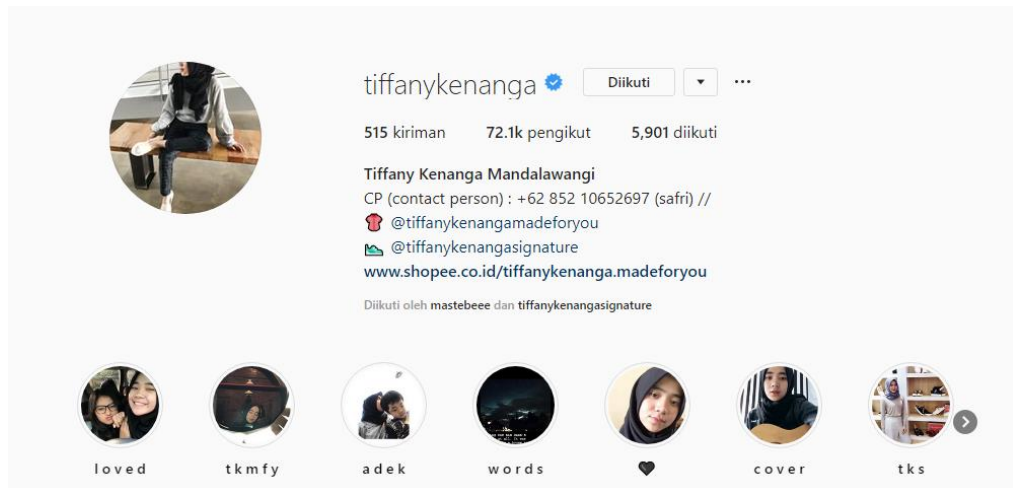 tiffanykenanga Diikuti
515 kiriman 72.1k pengikut 5,901 diikuti
Tiffany Kenanga Mandalawangi
CP (contact person) : +62 852 10652697 (safri) //
@tiffanykenangamadeforyou
@tiffanykenangasignature
www.shopee.co.id/tiffanykenanga.madeforyou
Diikuti oleh mastebeee dan tiffanykenangasignature
loved tkmfy adek words 🖤 cover tks